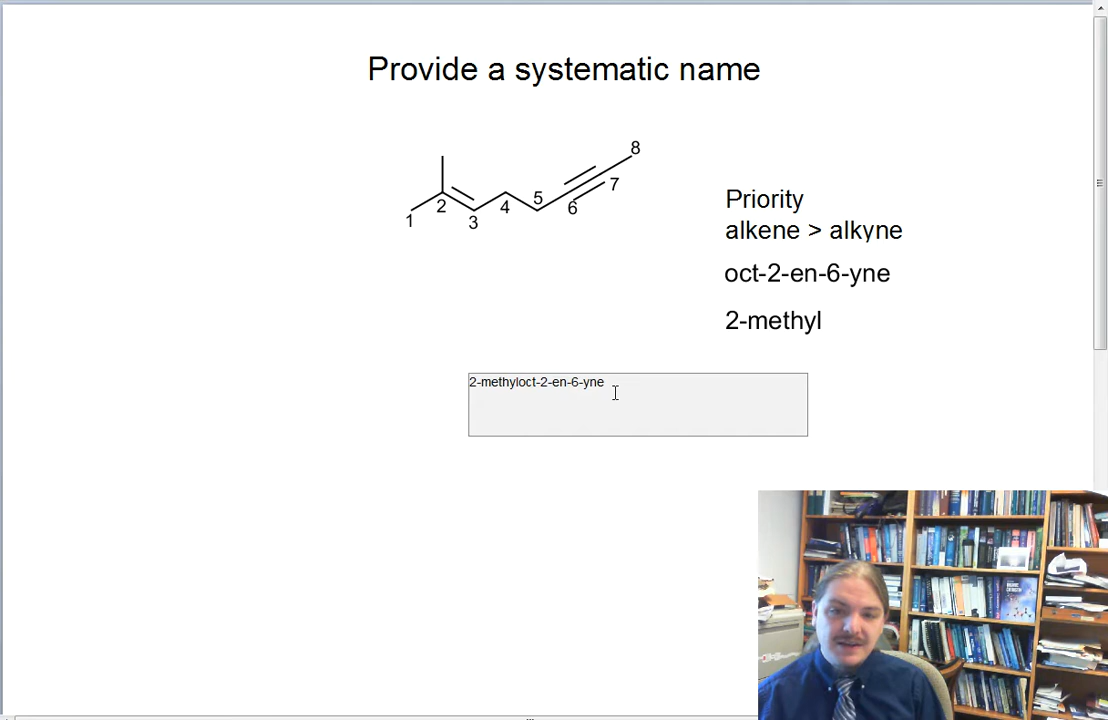 Provide a systematic name
8
7
5
4
2
6
1
3
Priority
alkene > alkyne
oct-2-en-6-yne
2-methyl
2-methyloct-2-en-6-yne